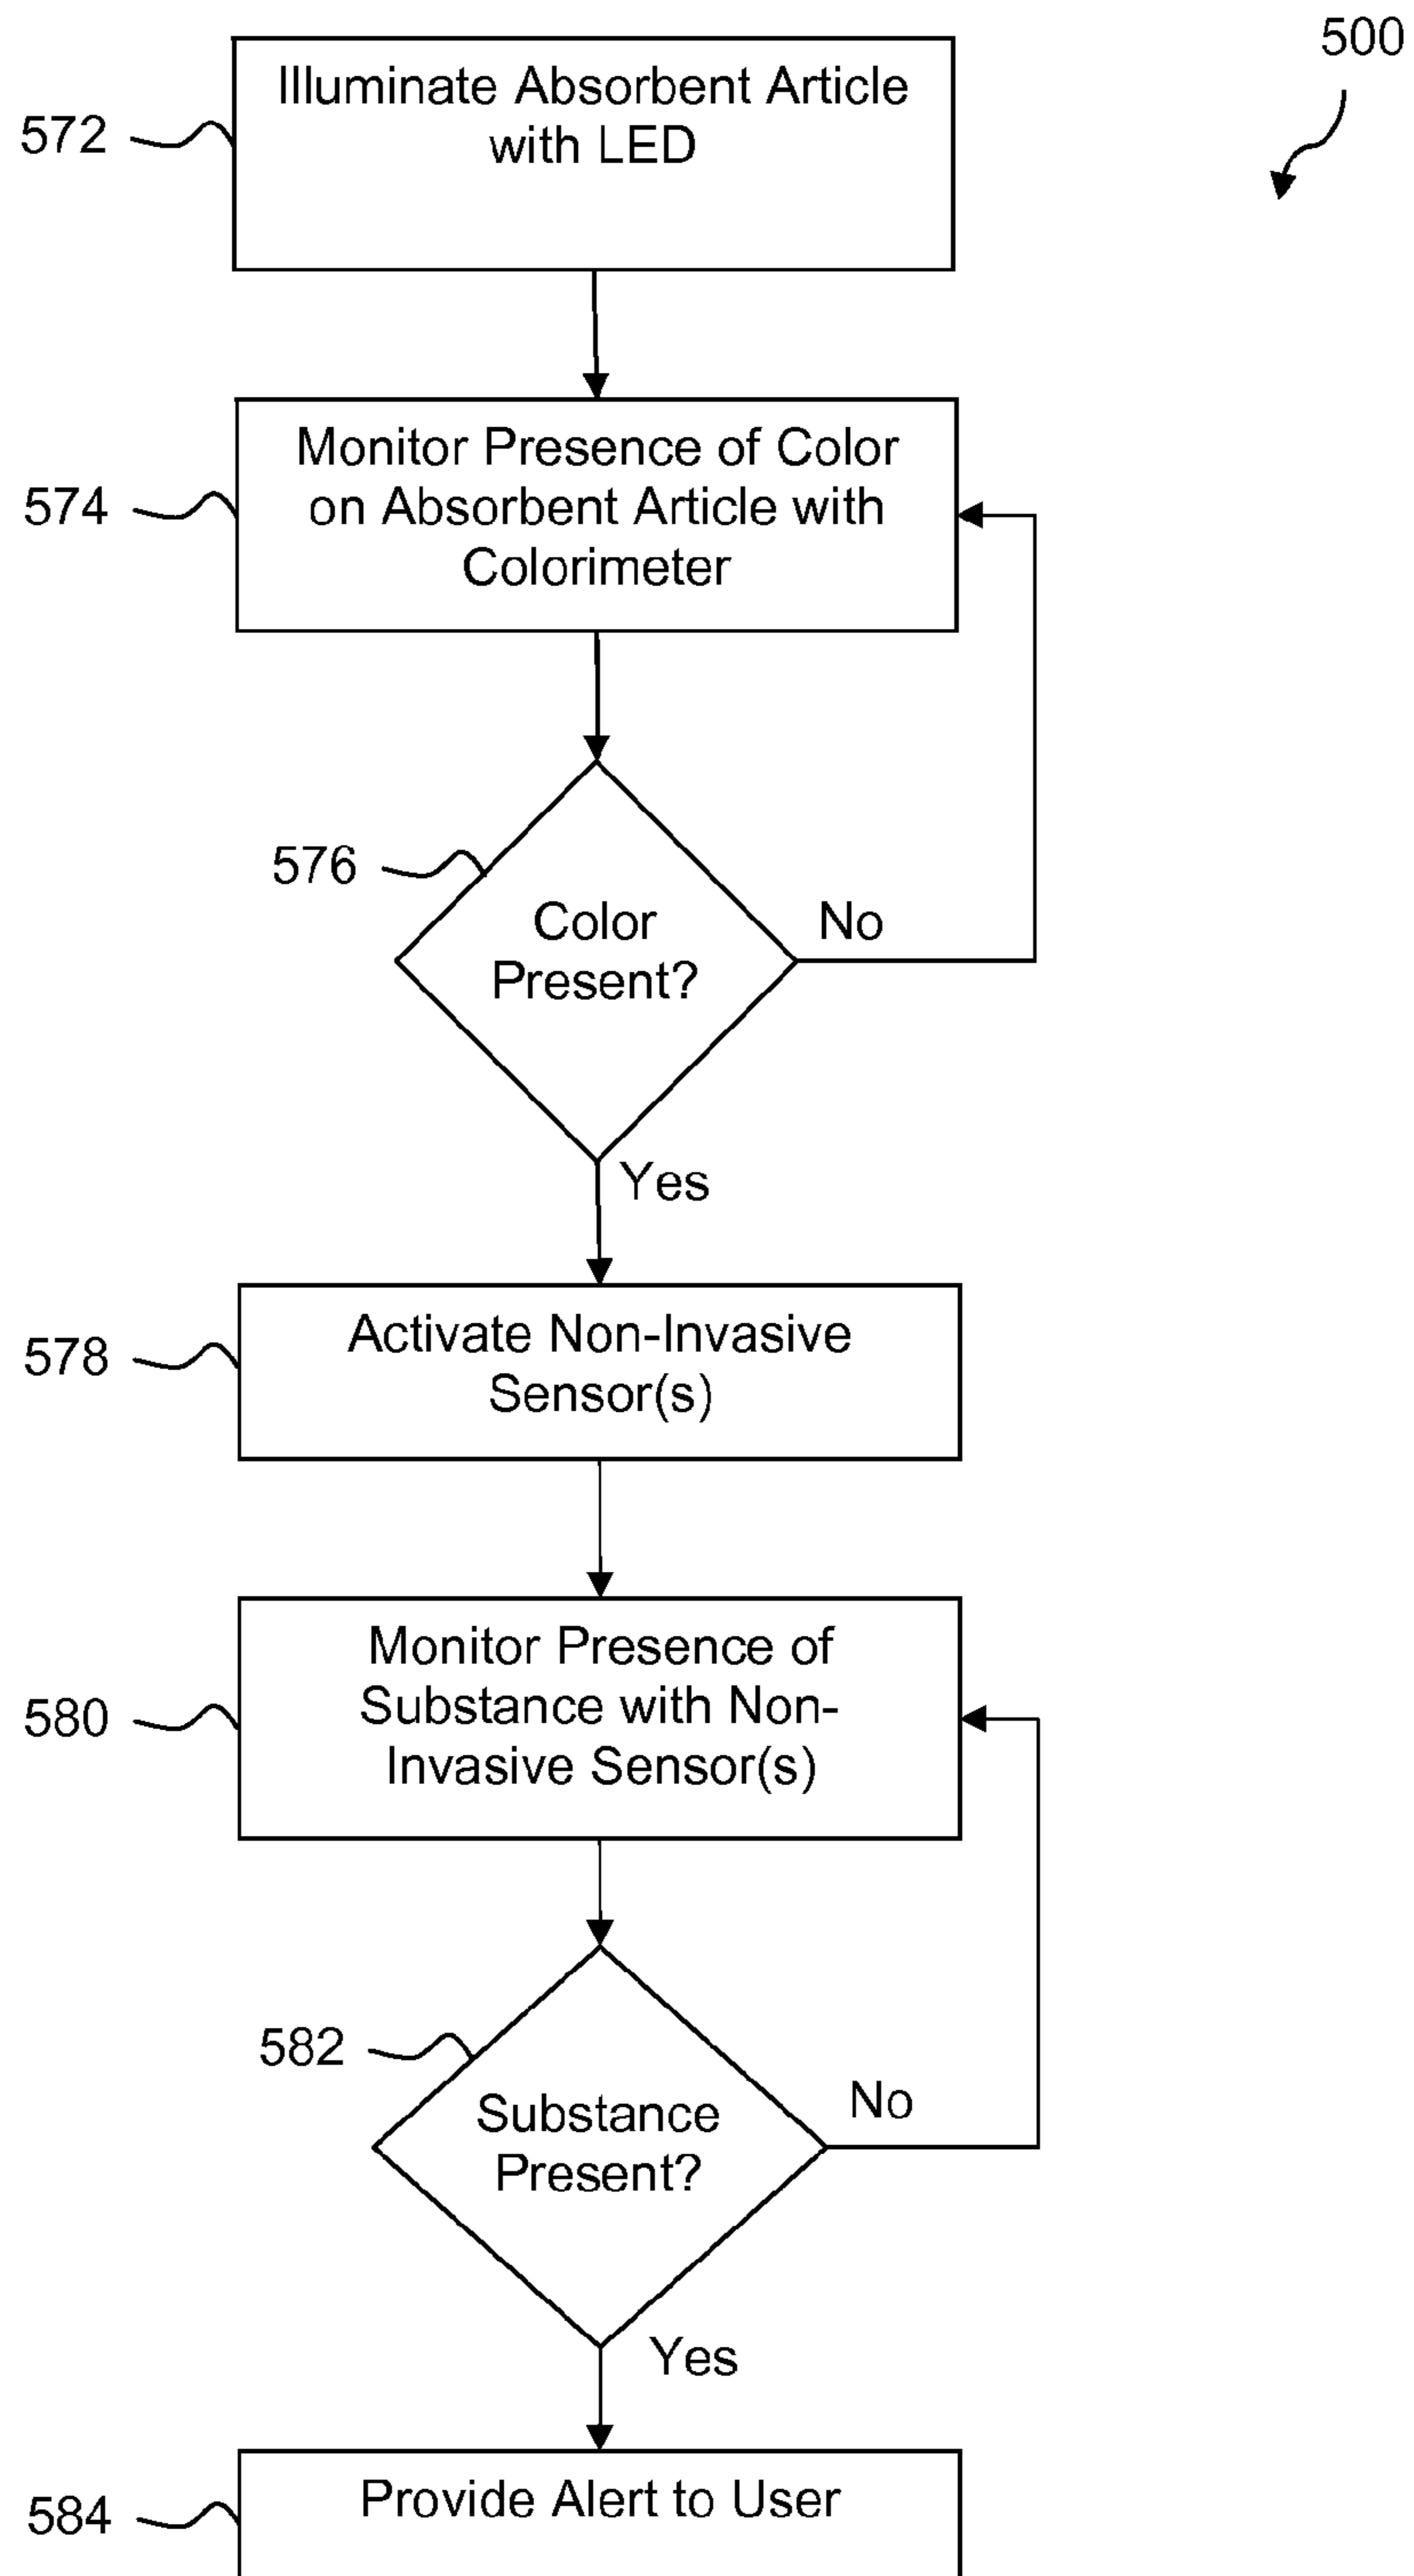 500
572
Illuminate Absorbent Article
with LED
574
Monitor Presence of Color
on Absorbent Article with
Colorimeter
576
Color
Present?
No
Yes
578
Activate Non-Invasive
Sensor(s)
580
Monitor Presence of
Substance with Non-
Invasive Sensor(s)
582
Substance
Present?
No
Yes
584
Provide Alert to User